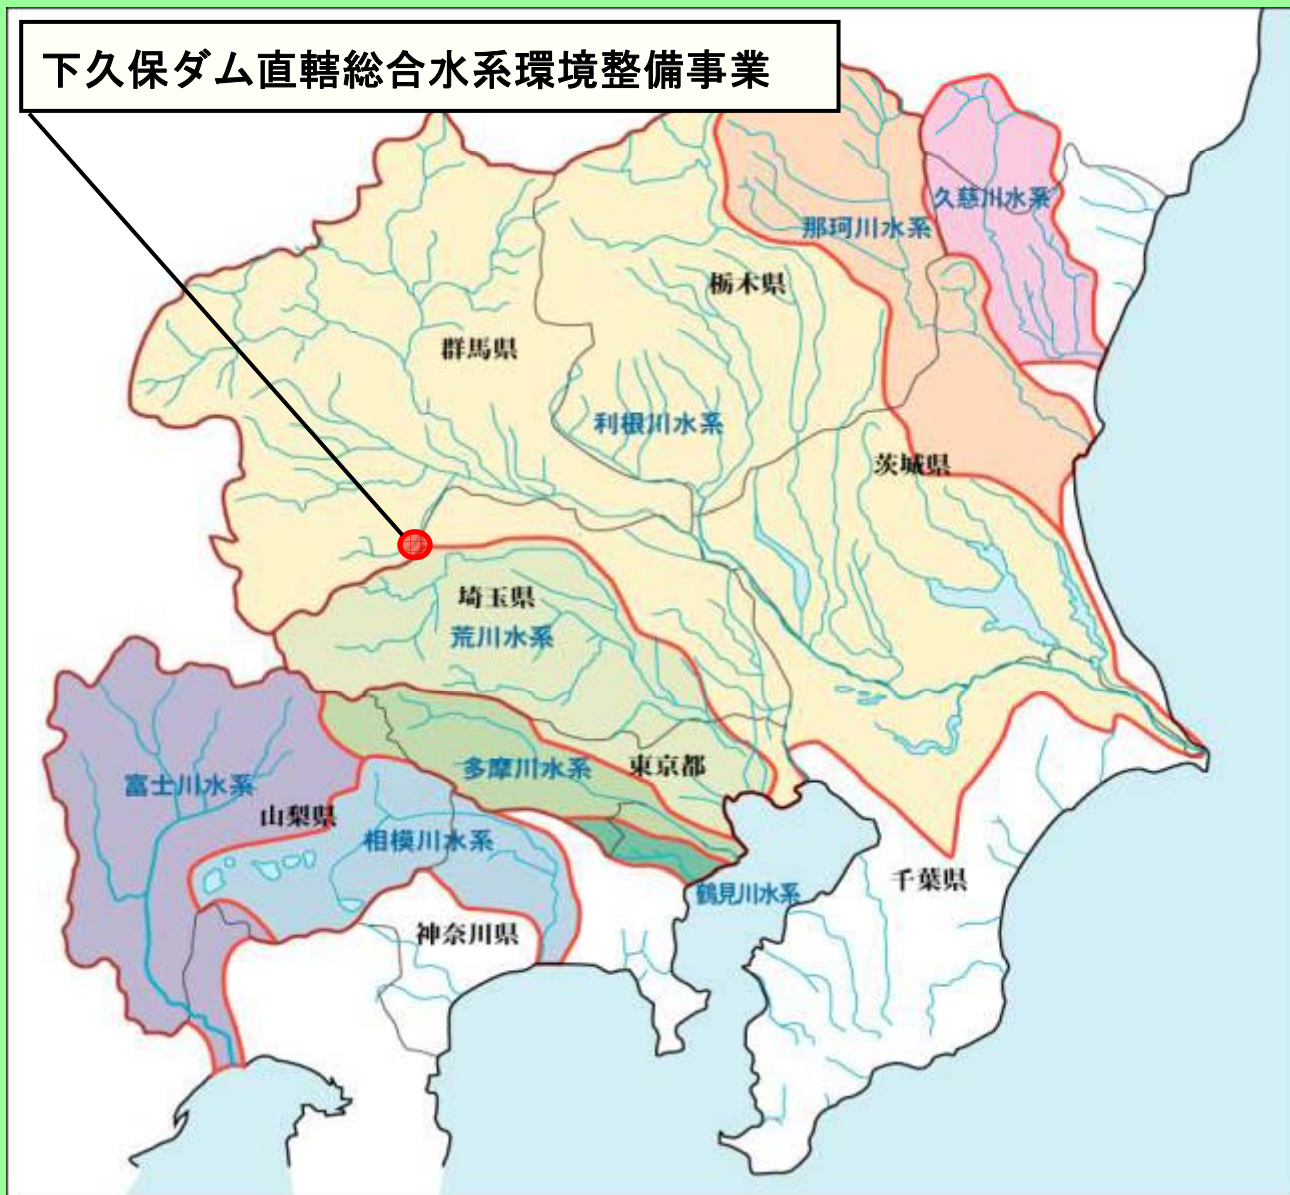 下久保ダム直轄総合水系環境整備事業
久慈川水系
那珂川水系
栃木県
群馬県
利根川水系
茨城県
埼玉県
荒川水系
多摩川水系
東京都
富士川水系
山梨県
相模川水系
千葉県
鶴見川水系
神奈川県